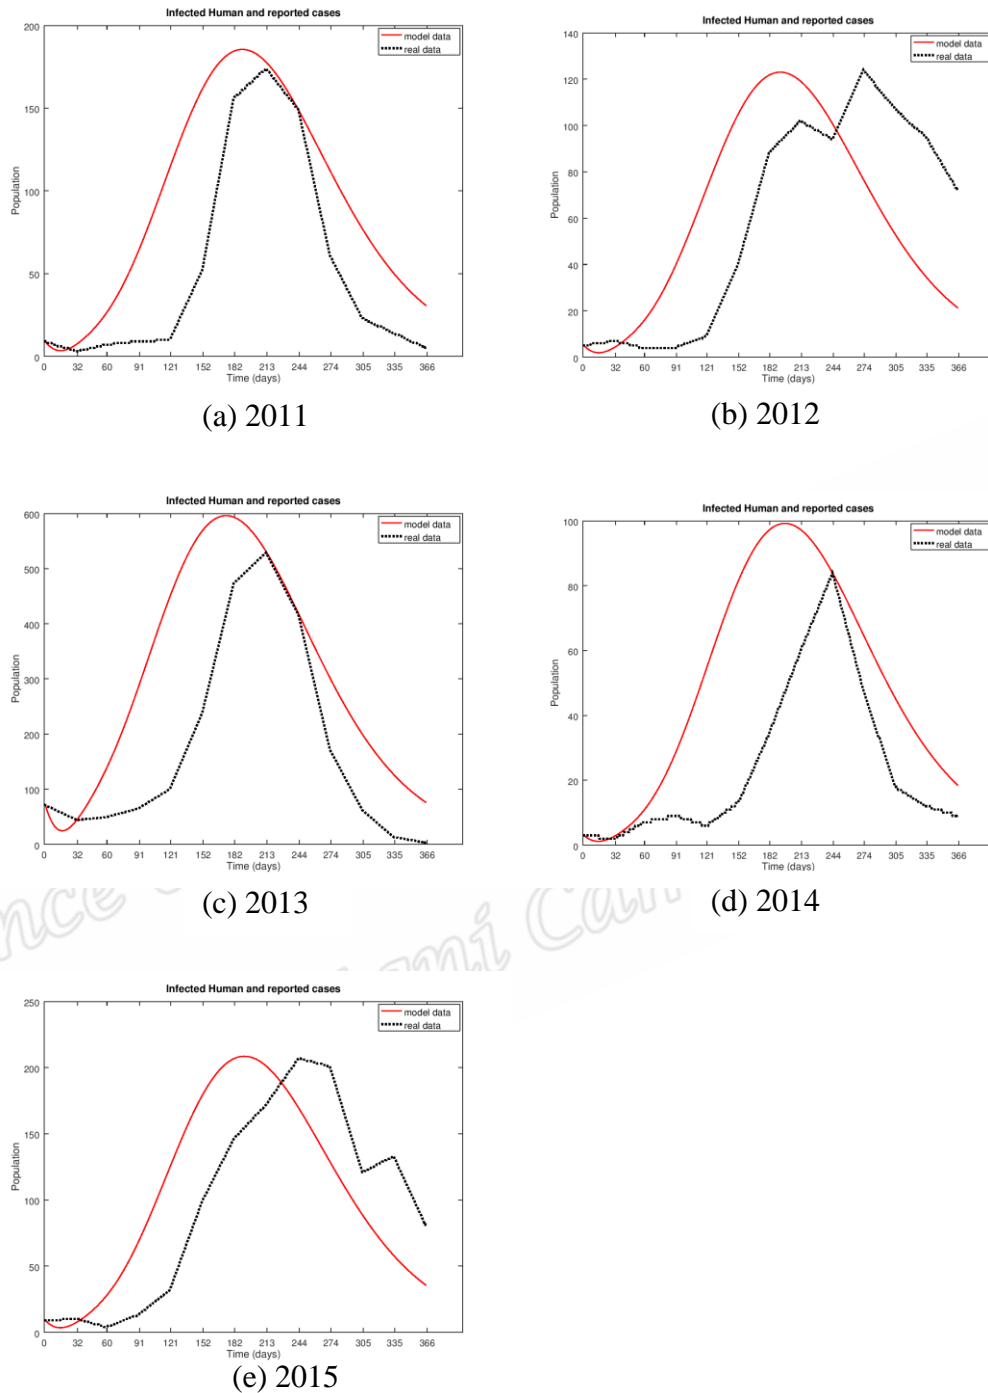 Infected Human and reported cases
model data
real data
200
150
100
50
0
Population
0 32 60 91 121 152 182 213 244 274 305 335 366
Time (days)
(a) 2011
Infected Human and reported cases
model data
real data
140
120
100
80
60
40
20
0
Population
0 32 60 91 121 152 182 213 244 274 305 335 366
Time (days)
(b) 2012
Infected Human and reported cases
model data
real data
600
500
400
300
200
100
0
Population
0 32 60 91 121 152 182 213 244 274 305 335 366
Time (days)
(c) 2013
Infected Human and reported cases
model data
real data
100
80
60
40
20
0
Population
0 32 60 91 121 152 182 213 244 274 305 335 366
Time (days)
(d) 2014
Infected Human and reported cases
model data
real data
250
200
150
100
50
0
Population
0 32 60 91 121 152 182 213 244 274 305 335 366
Time (days)
(e) 2015